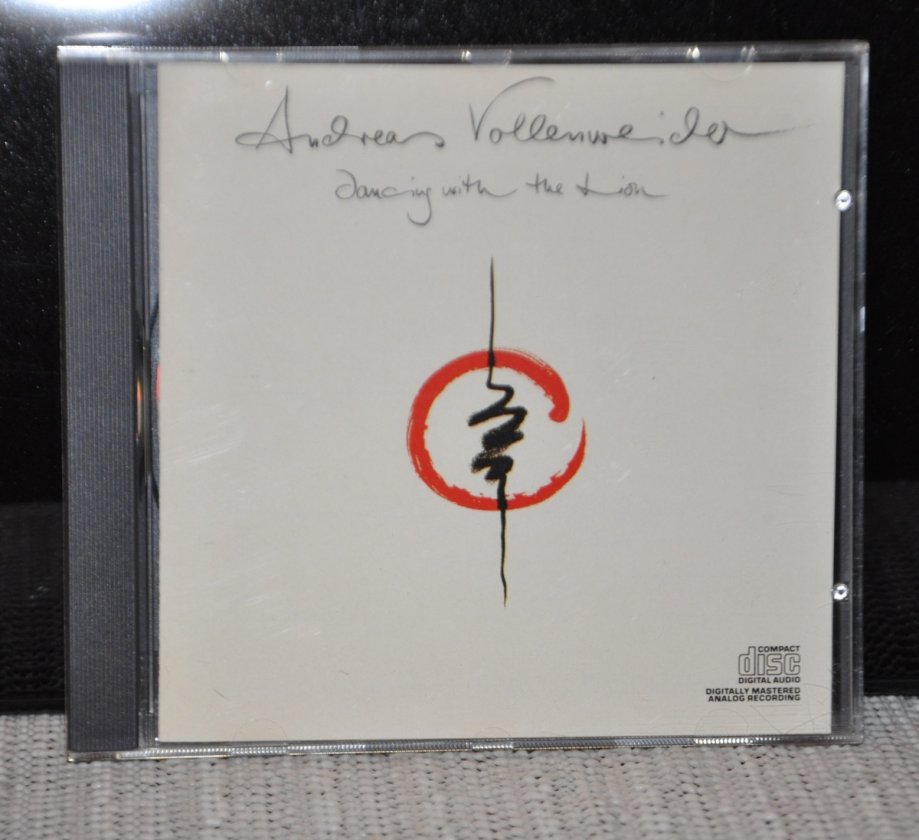 Andreas Vollenweider
dancing with the Lion
COMPACT
disc
DIGITAL AUDIO
DIGITALLY MASTERED
ANALOG RECORDING